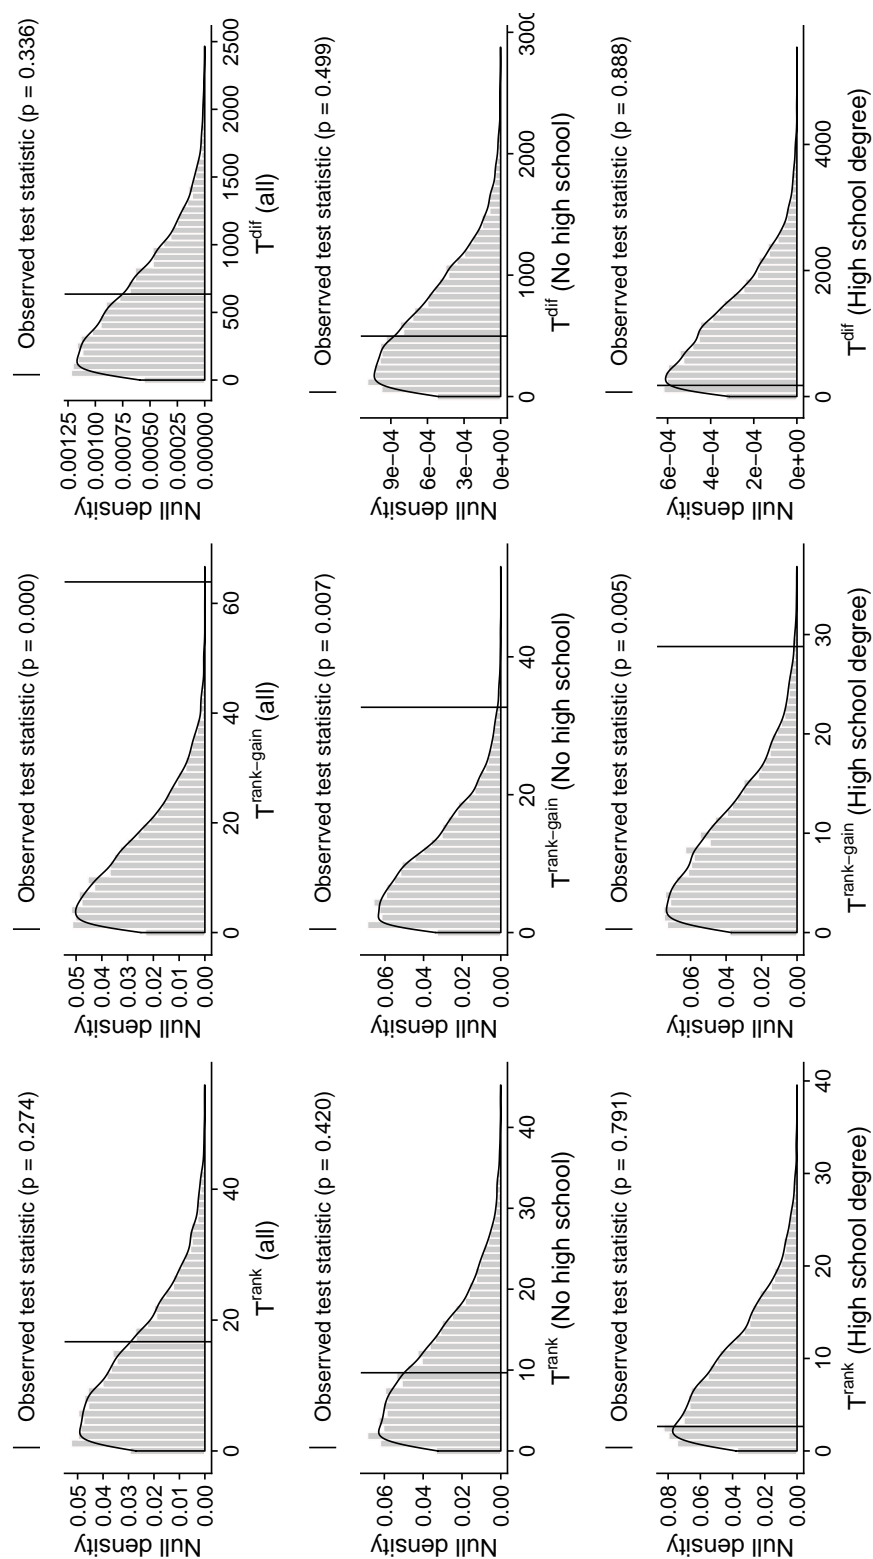 Obserrved test statistic (p = 0.274)
Null density
0.05
0.04
0.03
0.02
0.01
0.00
0 20 40
T^rank (all)
Obserrved test statistic (p = 0.000)
Null density
0.05
0.04
0.03
0.02
0.01
0.00
0 20 40 60
T^rank−gain (all)
Obserrved test statistic (p = 0.336)
Null density
0.00125
0.00100
0.00075
0.00050
0.00025
0.00000
0 500 1000 1500 2000 2500
T^dif (all)
Obserrved test statistic (p = 0.420)
Null density
0.06
0.04
0.02
0.00
0 10 20 30 40
T^rank (No high school)
Obserrved test statistic (p = 0.007)
Null density
0.06
0.04
0.02
0.00
0 20 40
T^rank−gain (No high school)
Obserrved test statistic (p = 0.499)
Null density
9e−04
6e−04
3e−04
0e+00
0 1000 2000
T^dif (No high school)
Obserrved test statistic (p = 0.791)
Null density
0.08
0.06
0.04
0.02
0.00
0 10 20 30 40
T^rank (High school degree)
Obserrved test statistic (p = 0.005)
Null density
0.06
0.04
0.02
0.00
0 10 20 30
T^rank−gain (High school degree)
Obserrved test statistic (p = 0.888)
Null density
6e−04
4e−04
2e−04
0e+00
0 2000 4000
T^dif (High school degree)